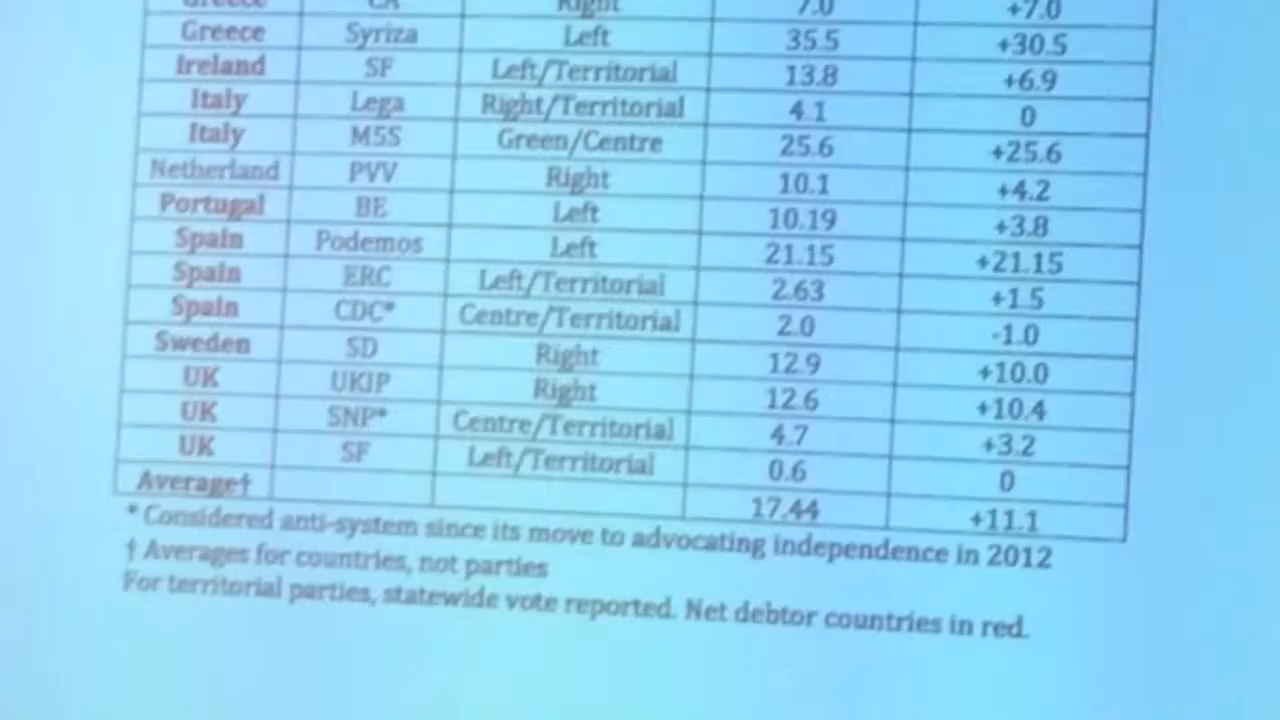 Greece Right 7.0 +7.0
Greece Syriza Left 35.5 +30.5
Ireland SF Left/Territorial 13.8 +6.9
Italy Lega Right/Territorial 4.1 0
Italy M5S Green/Centre 25.6 +25.6
Netherland PVV Right 10.1 +4.2
Portugal BE Left 10.19 +3.8
Spain Podemos Left 21.15 +21.15
Spain ERC Left/Territorial 2.63 +1.5
Spain CDC* Centre/Territorial 2.0 -1.0
Sweden SD Right 12.9 +10.0
UK UKIP Right 12.6 +10.4
UK SNP* Centre/Territorial 4.7 +3.2
UK SF Left/Territorial 0.6 0
Average† 17.44 +11.1
* Considered anti-system since its move to advocating independence in 2012
† Averages for countries, not parties
For territorial parties, statewide vote reported. Net debtor countries in red.